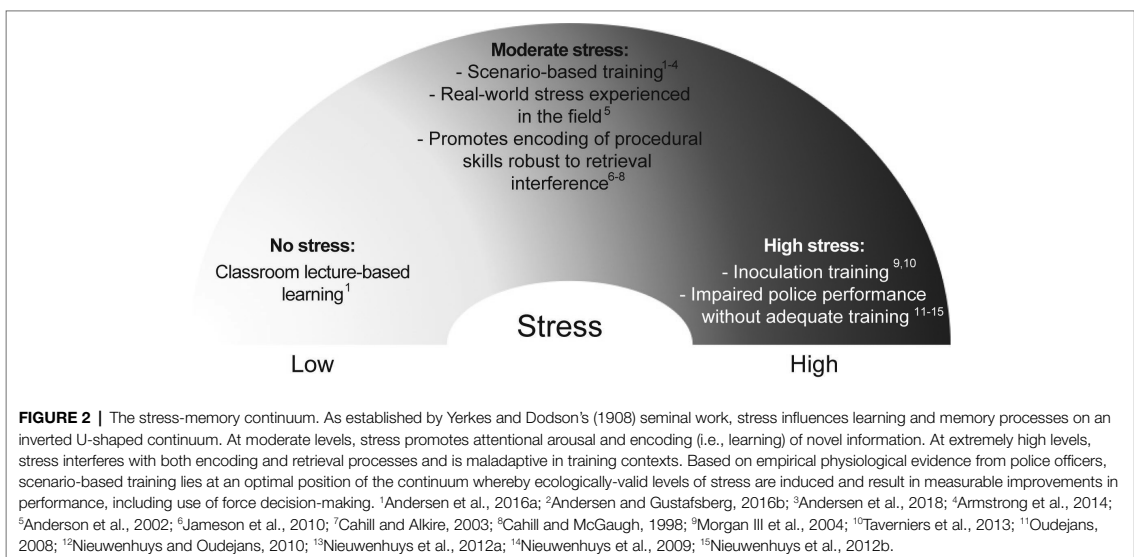 Moderate stress:
- Scenario-based training1-4
- Real-world stress experienced
in the field5
- Promotes encoding of procedural
skills robust to retrieval
interference6-8
No stress:
Classroom lecture-based
learning1
High stress:
- Inoculation training 9,10
- Impaired police performance
without adequate training 11-15
Stress
Low
High
FIGURE 2 | The stress-memory continuum. As established by Yerkes and Dodson's (1908) seminal work, stress influences learning and memory processes on an
inverted U-shaped continuum. At moderate levels, stress promotes attentional arousal and encoding (i.e., learning) of novel information. At extremely high levels,
stress interferes with both encoding and retrieval processes and is maladaptive in training contexts. Based on empirical physiological evidence from police officers,
scenario-based training lies at an optimal position of the continuum whereby ecologically-valid levels of stress are induced and result in measurable improvements in
performance, including use of force decision-making. 1Andersen et al., 2016a; 2Andersen and Gustafsberg, 2016b; 3Andersen et al., 2018; 4Armstrong et al., 2014;
5Anderson et al., 2002; 6Jameson et al., 2010; 7Cahill and Alkire, 2003; 8Cahill and McGaugh, 1998; 9Morgan III et al., 2004; 10Taverniers et al., 2013; 11Oudejans,
2008; 12Nieuwenhuys and Oudejans, 2010; 13Nieuwenhuys et al., 2012a; 14Nieuwenhuys et al., 2009; 15Nieuwenhuys et al., 2012b.